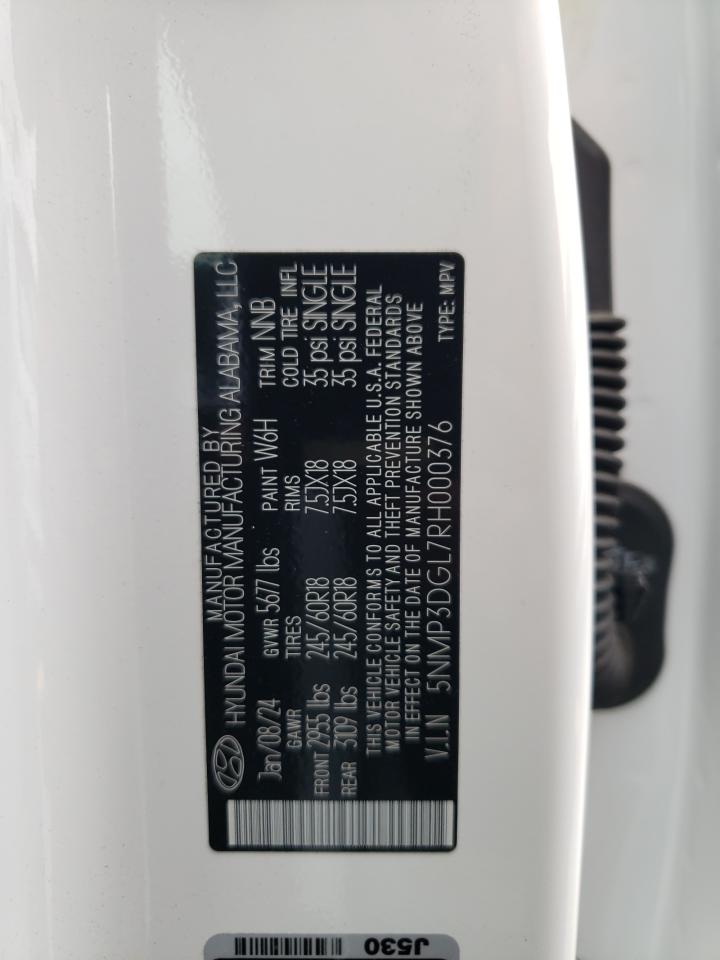 MANUFACTURED BY
HYUNDAI MOTOR MANUFACTURING ALABAMA, LLC
Jan/08/24 GVWR 5677 lbs PAINT W6H TRIM NNB
GAWR TIRES RIMS COLD TIRE INFL
FRONT 2955 lbs 245/60R18 7.5JX18 35 psi SINGLE
REAR 3109 lbs 245/60R18 7.5JX18 35 psi SINGLE
THIS VEHICLE CONFORMS TO ALL APPLICABLE U.S.A. FEDERAL
MOTOR VEHICLE SAFETY AND THEFT PREVENTION STANDARDS
IN EFFECT ON THE DATE OF MANUFACTURE SHOWN ABOVE
V.I.N 5NMP3DGL7RH000376 TYPE: MPV
J530